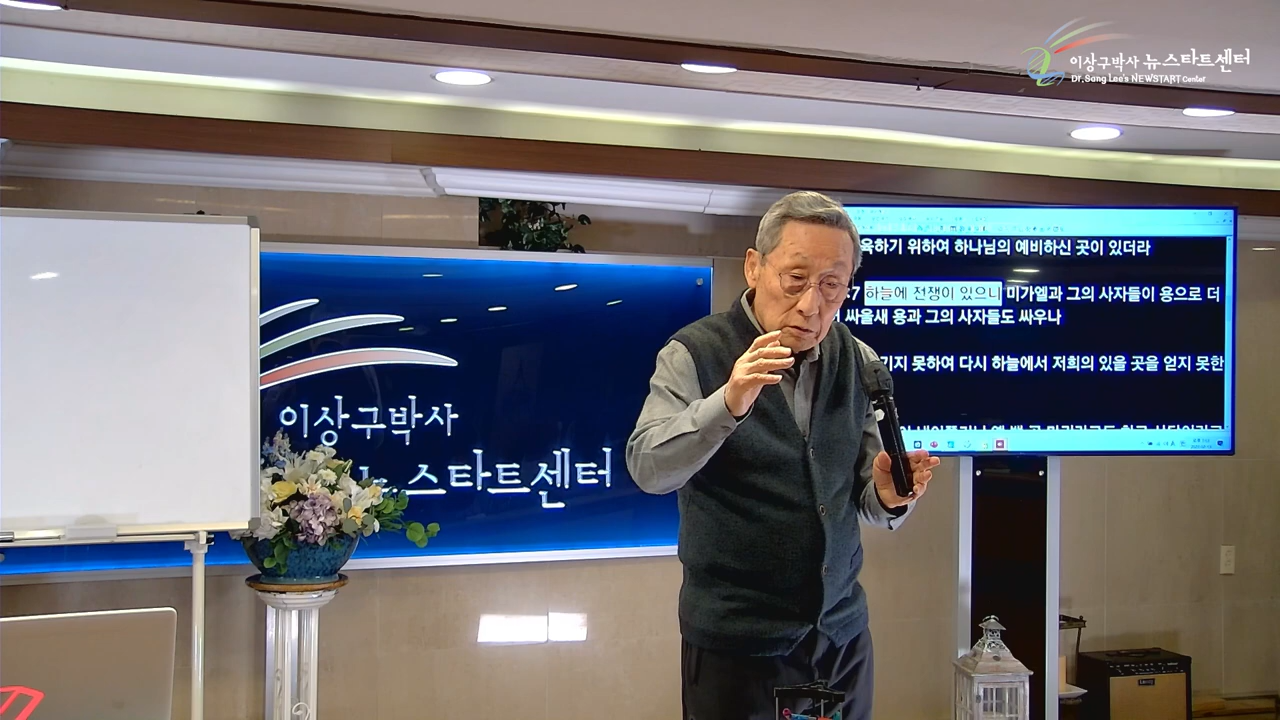 이상구박사 뉴스타트센터
Dr. Sang Lee's NEWSTART Center
육하기 위하여 하나님의 예비하신 곳이 있더라
:7 하늘에 전쟁이 있으니 미가엘과 그의 사자들이 용으로 더
싸울새 용과 그의 사자들도 싸우나
기지 못하여 다시 하늘에서 저희의 있을 곳을 얻지 못한
이상구박사
스타트센터